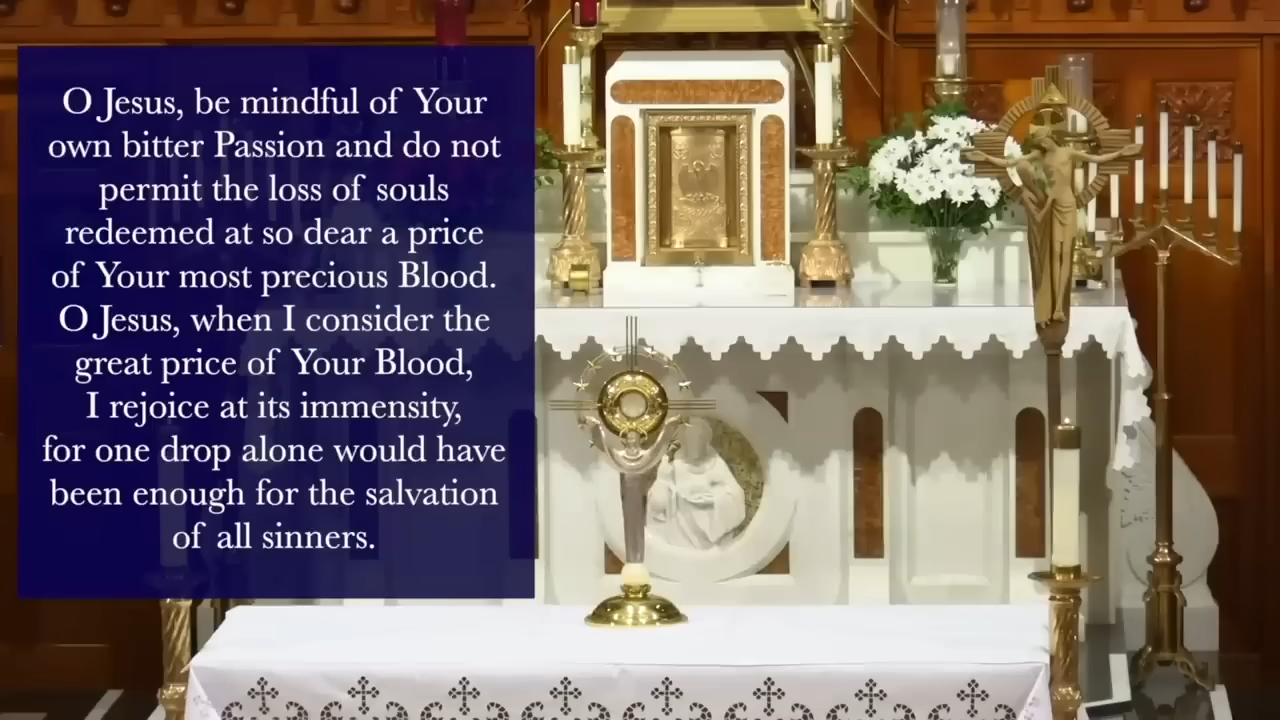 O Jesus, be mindful of Your
own bitter Passion and do not
permit the loss of souls
redeemed at so dear a price
of Your most precious Blood.
O Jesus, when I consider the
great price of Your Blood,
I rejoice at its immensity,
for one drop alone would have
been enough for the salvation
of all sinners.